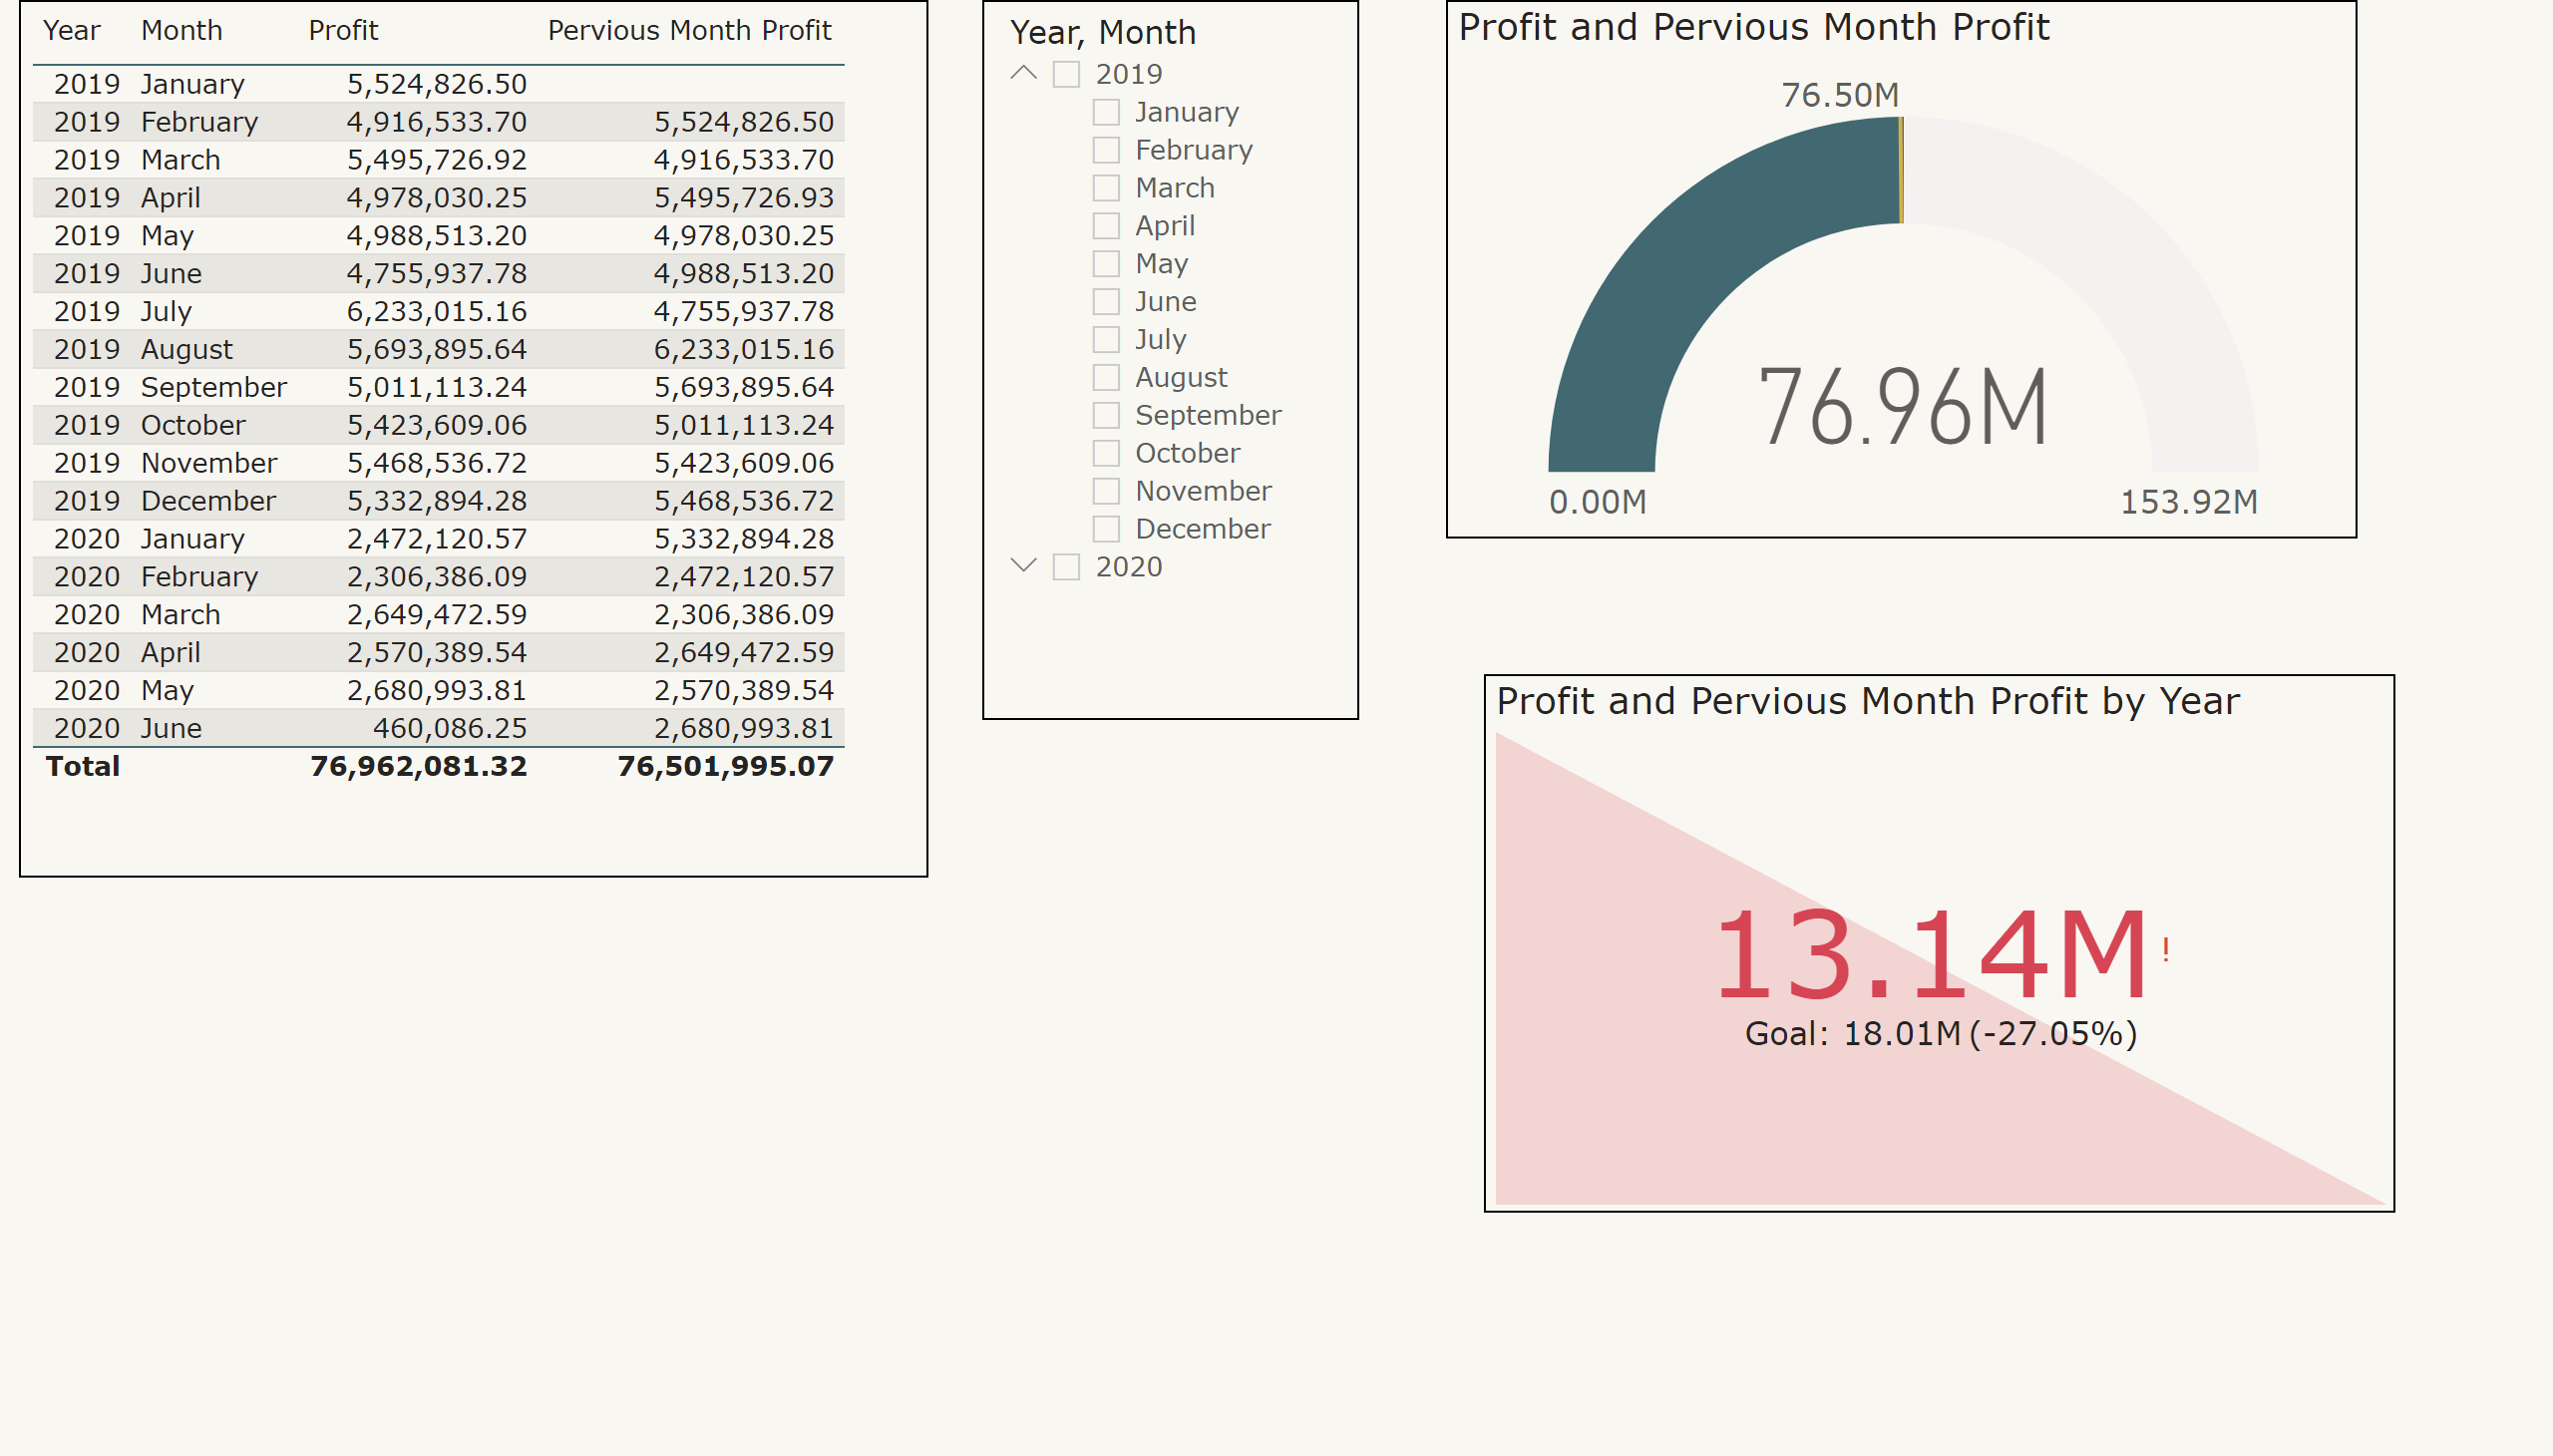 Year Month Profit Pervious Month Profit
2019 January 5,524,826.50
2019 February 4,916,533.70 5,524,826.50
2019 March 5,495,726.92 4,916,533.70
2019 April 4,978,030.25 5,495,726.93
2019 May 4,988,513.20 4,978,030.25
2019 June 4,755,937.78 4,988,513.20
2019 July 6,233,015.16 4,755,937.78
2019 August 5,693,895.64 6,233,015.16
2019 September 5,011,113.24 5,693,895.64
2019 October 5,423,609.06 5,011,113.24
2019 November 5,468,536.72 5,423,609.06
2019 December 5,332,894.28 5,468,536.72
2020 January 2,472,120.57 5,332,894.28
2020 February 2,306,386.09 2,472,120.57
2020 March 2,649,472.59 2,306,386.09
2020 April 2,570,389.54 2,649,472.59
2020 May 2,680,993.81 2,570,389.54
2020 June 460,086.25 2,680,993.81
Total 76,962,081.32 76,501,995.07
Year, Month
2019
January
February
March
April
May
June
July
August
September
October
November
December
2020
Profit and Pervious Month Profit
76.50M
76.96M
0.00M 153.92M
Profit and Pervious Month Profit by Year
13.14M!
Goal: 18.01M (-27.05%)